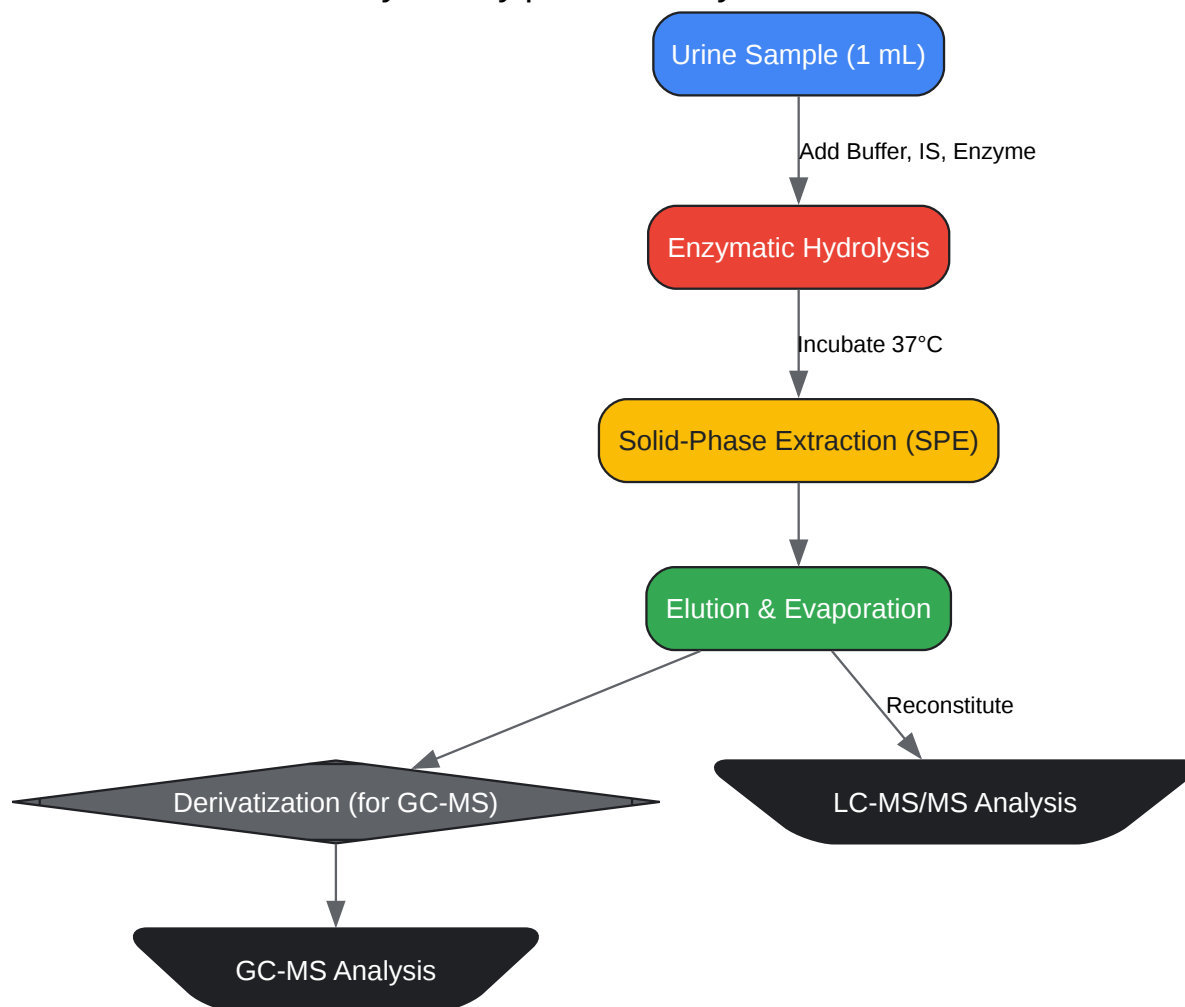 Urine Sample (1 mL)
Add Buffer, IS, Enzyme
Enzymatic Hydrolysis
Incubate 37°C
Solid-Phase Extraction (SPE)
Elution & Evaporation
Reconstitute
Derivatization (for GC-MS)
LC-MS/MS Analysis
GC-MS Analysis